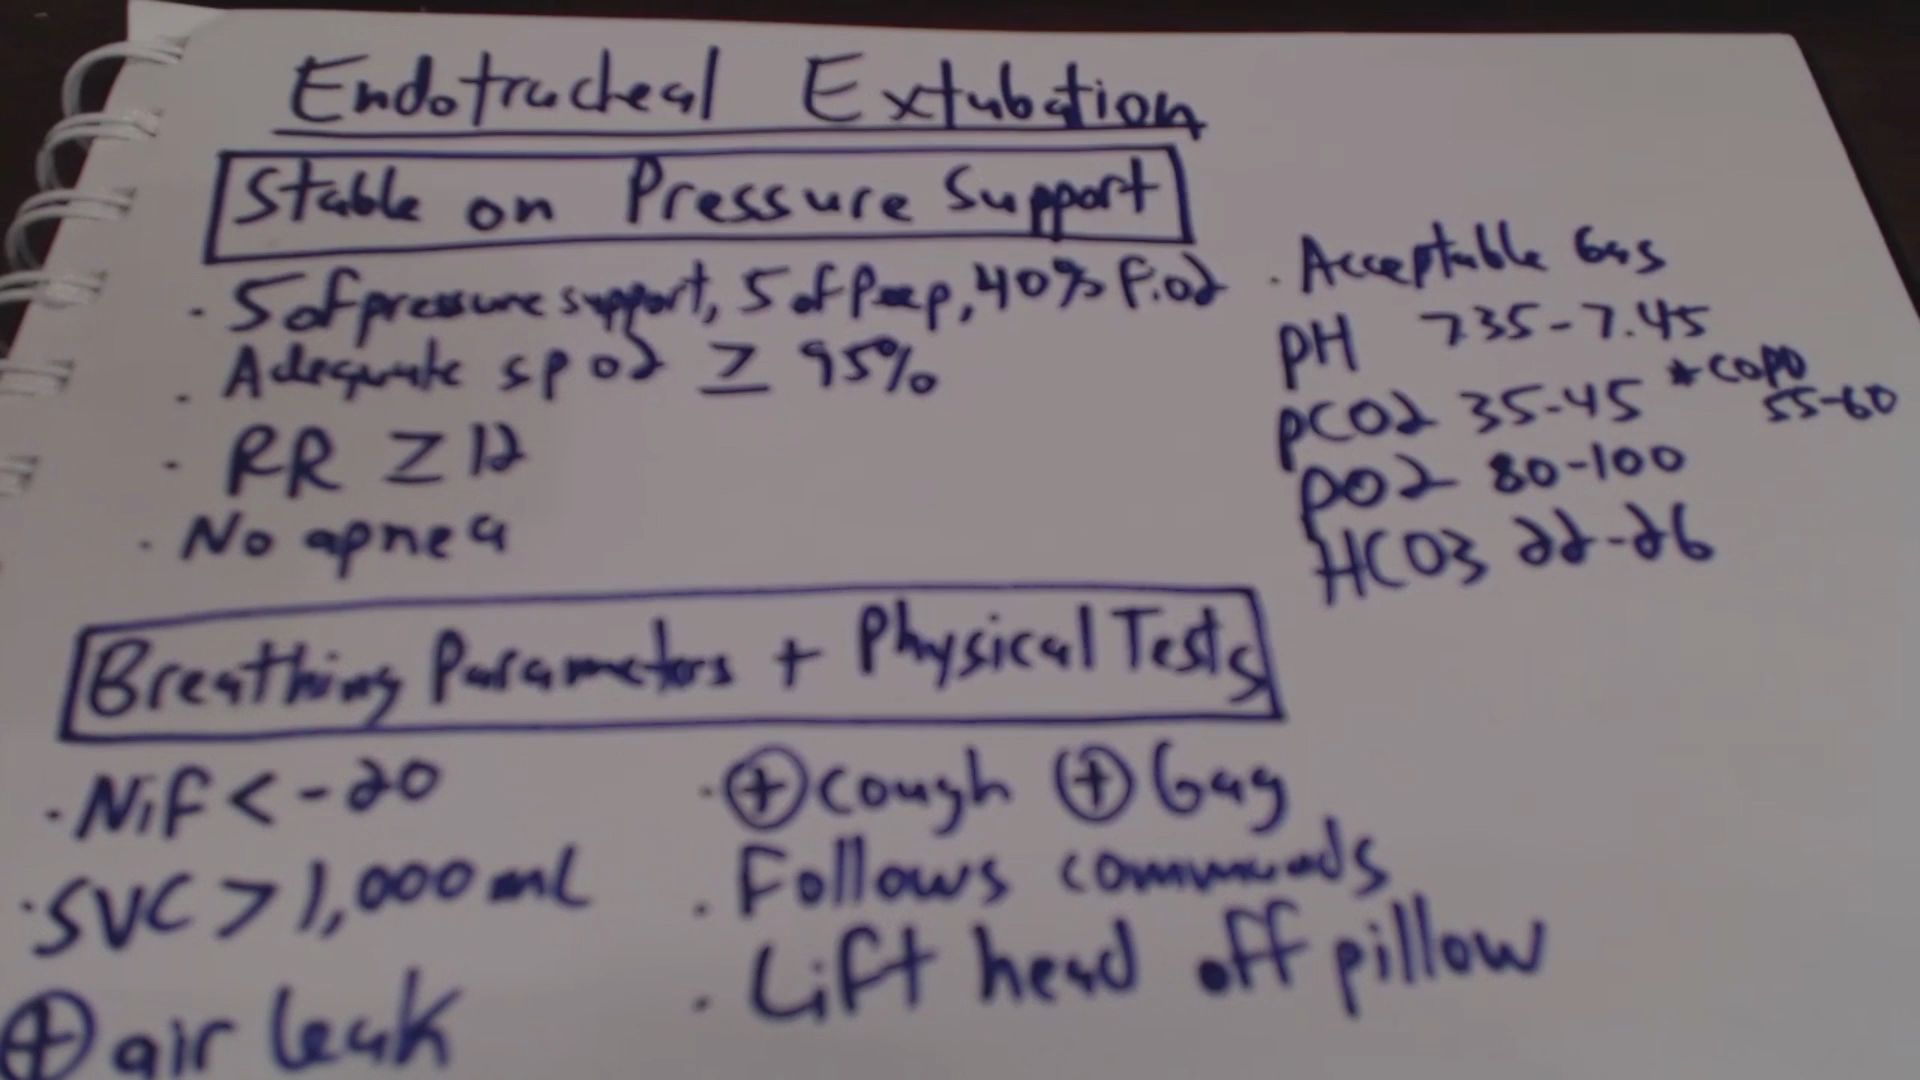 Endotracheal Extubation
Stable on Pressure Support
· 5 of pressure support, 5 of Peep, 40% Fio2
· Adequate spo2 ≥ 95%
· RR ≥ 12
· No apnea
· Acceptable Gas
pH 7.35-7.45
pCO2 35-45 *COPD 55-60
pO2 80-100
HCO3 22-26
Breathing Parameters + Physical Tests
· Nif < -20
· SVC > 1,000 mL
⊕ air leak
· ⊕ cough ⊕ Gag
· Follows commands
· Lift head off pillow